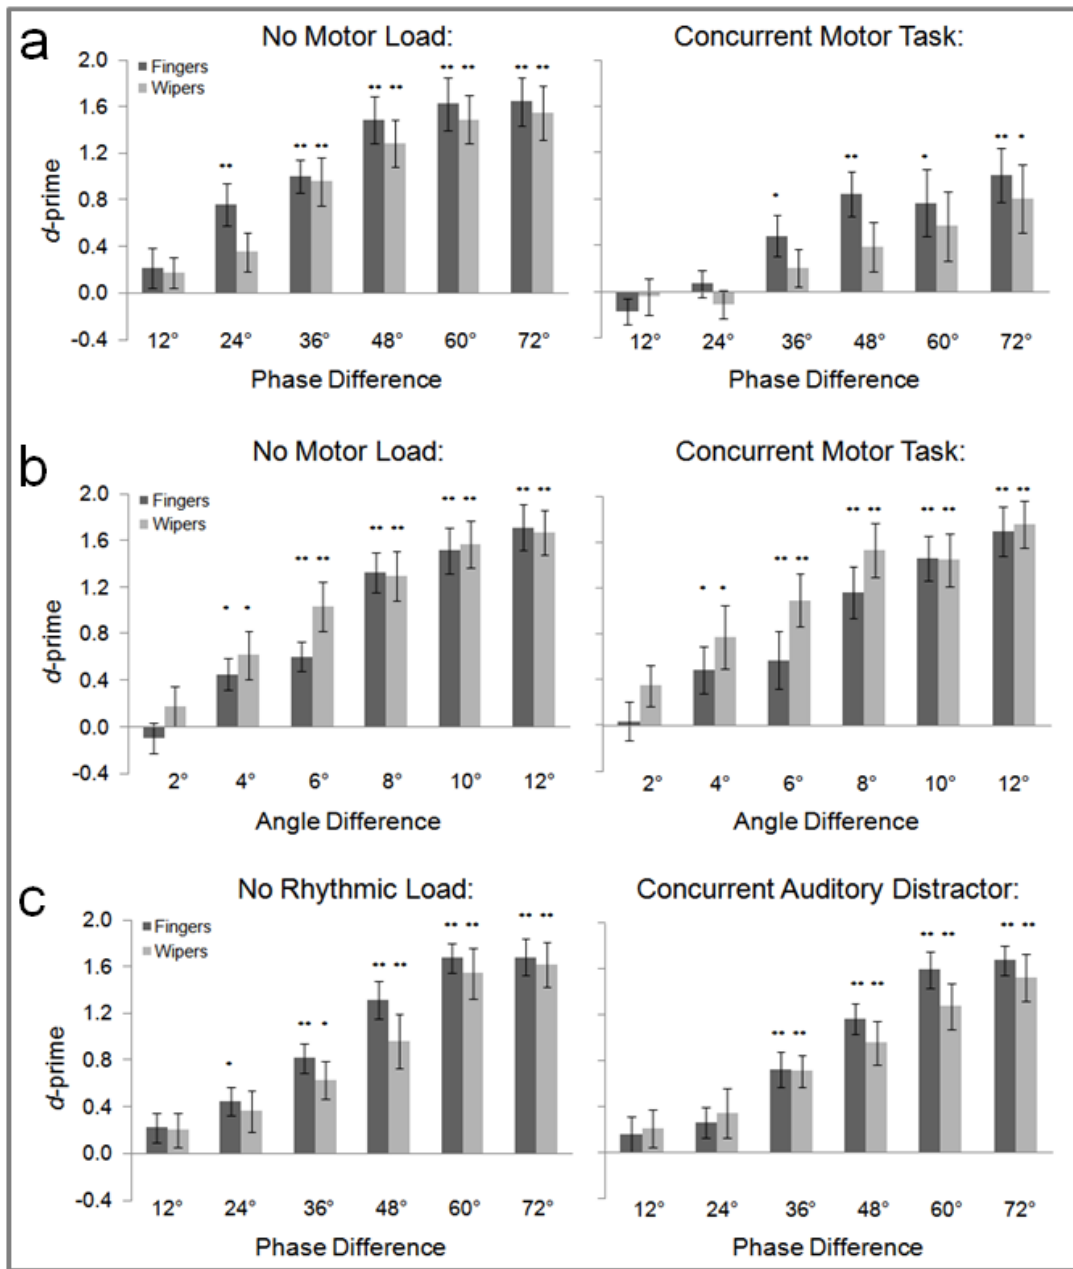 a
No Motor Load:
Concurrent Motor Task:
2.0
1.6
1.2
0.8
0.4
0.0
-0.4
d-prime
Fingers
Wipers
** ** ** ** ** ** ** ** **
* ** * ** *
12° 24° 36° 48° 60° 72°
12° 24° 36° 48° 60° 72°
Phase Difference
Phase Difference
b
No Motor Load:
Concurrent Motor Task:
2.0
1.6
1.2
0.8
0.4
0.0
-0.4
d-prime
Fingers
Wipers
* * ** ** ** ** ** ** ** **
* * ** ** ** ** ** ** ** **
2° 4° 6° 8° 10° 12°
2° 4° 6° 8° 10° 12°
Angle Difference
Angle Difference
c
No Rhythmic Load:
Concurrent Auditory Distractor:
2.0
1.6
1.2
0.8
0.4
0.0
-0.4
d-prime
Fingers
Wipers
* ** * ** ** ** ** ** **
** ** ** ** ** ** ** **
12° 24° 36° 48° 60° 72°
12° 24° 36° 48° 60° 72°
Phase Difference
Phase Difference